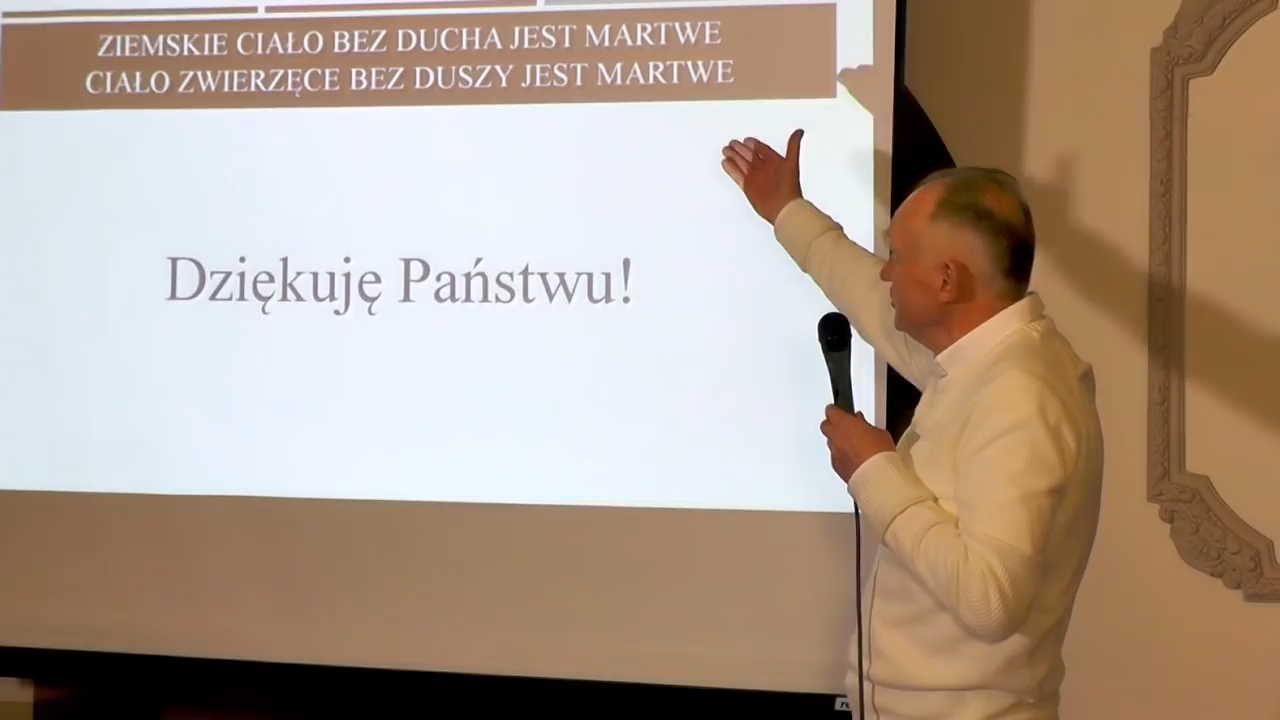 ZIEMSKIE CIAŁO BEZ DUCHA JEST MARTWE
CIAŁO ZWIERZĘCE BEZ DUSZY JEST MARTWE
Dziękuję Państwu!